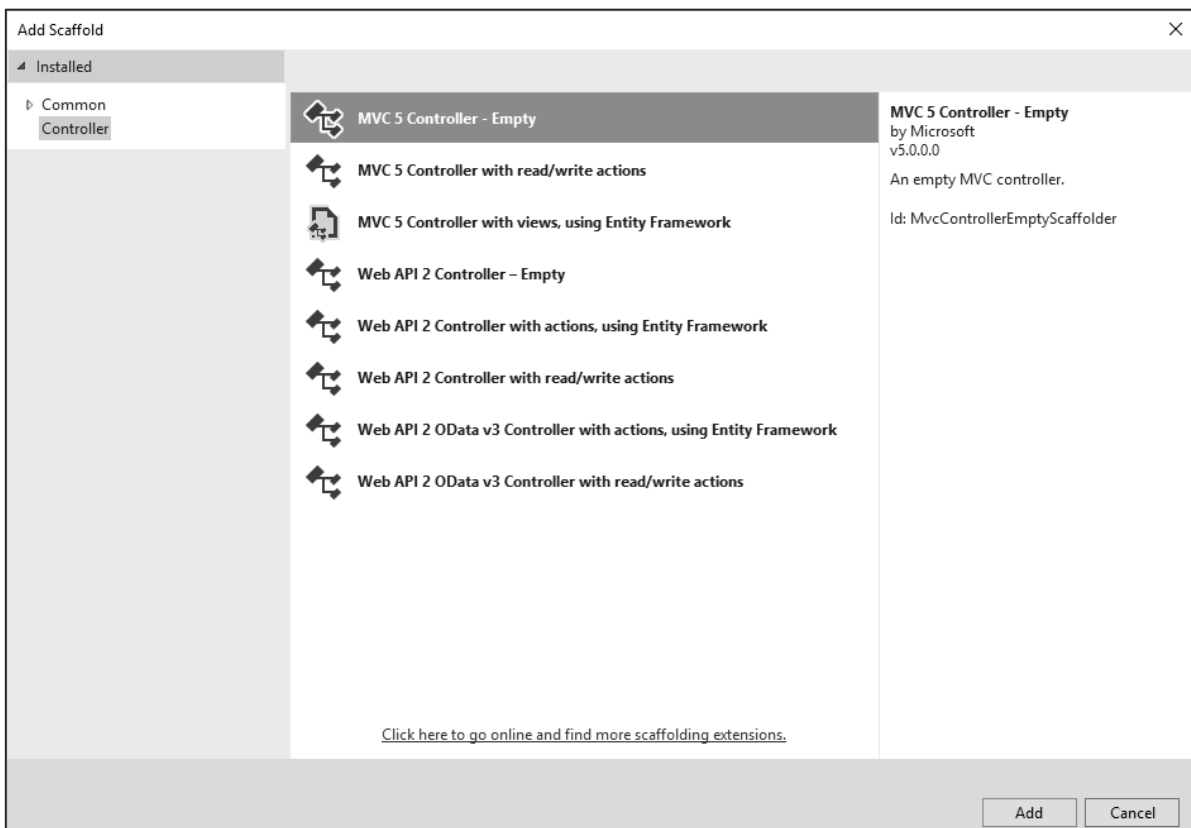 Add Scaffold
Installed
Common
Controller
MVC 5 Controller - Empty
MVC 5 Controller with read/write actions
MVC 5 Controller with views, using Entity Framework
Web API 2 Controller – Empty
Web API 2 Controller with actions, using Entity Framework
Web API 2 Controller with read/write actions
Web API 2 OData v3 Controller with actions, using Entity Framework
Web API 2 OData v3 Controller with read/write actions
Click here to go online and find more scaffolding extensions.
MVC 5 Controller - Empty
by Microsoft
v5.0.0.0
An empty MVC controller.
Id: MvcControllerEmptyScaffolder
Add
Cancel